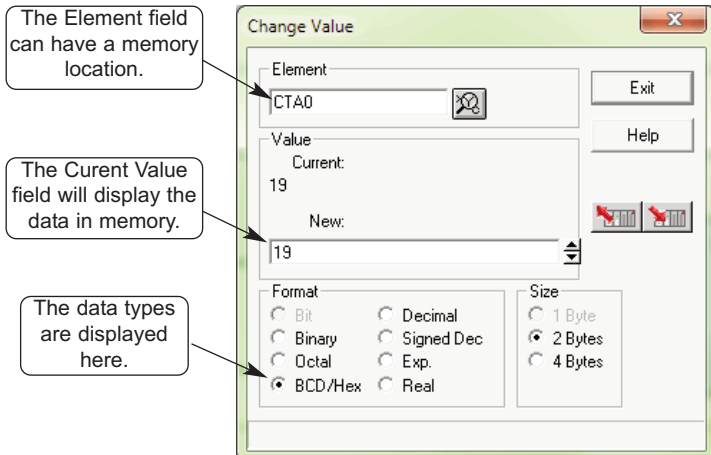 The Element field
can have a memory
location.
The Curent Value
field will display the
data in memory.
The data types
are displayed
here.
Change Value
Element
CTA0
Exit
Help
Value
Current:
19
New:
19
Format
Bit
Decimal
Binary
Signed Dec
Octal
Exp.
BCD/Hex
Real
Size
1 Byte
2 Bytes
4 Bytes